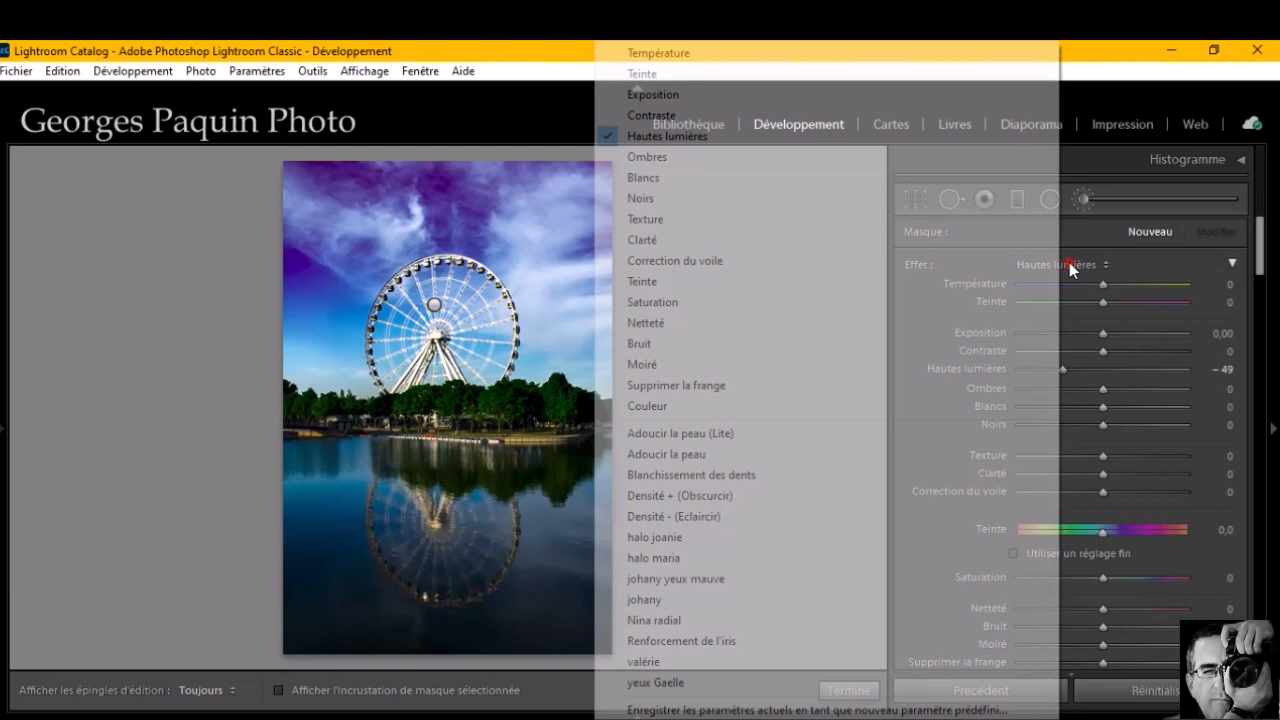 Lightroom Catalog - Adobe Photoshop Lightroom Classic - Développement
Fichier Edition Développement Photo Paramètres Outils Affichage Fenêtre Aide
Georges Paquin Photo
Bibliothèque | Développement | Cartes | Livres | Diaporama | Impression | Web
Température
Teinte
Exposition
Contraste
Hautes lumières
Ombres
Blancs
Noirs
Texture
Clarté
Correction du voile
Teinte
Saturation
Netteté
Bruit
Moiré
Supprimer la frange
Couleur
Adoucir la peau (Lite)
Adoucir la peau
Blanchissement des dents
Densité + (Obscurcir)
Densité - (Eclaircir)
halo joanie
halo maria
johany yeux mauve
johany
Nina radial
Renforcement de l'iris
valérie
yeux Gaelle
Enregistrer les paramètres actuels en tant que nouveau paramètre prédéfini...
Histogramme
Masque : Nouveau Modifier
Effet : Hautes lumières
Température 0
Teinte 0
Exposition 0,00
Contraste 0
Hautes lumières – 49
Ombres 0
Blancs 0
Noirs 0
Texture 0
Clarté 0
Correction du voile 0
Teinte 0,0
Utiliser un réglage fin
Saturation 0
Netteté 0
Bruit
Moiré
Supprimer la frange
Afficher les épingles d'édition : Toujours Afficher l'incrustation de masque sélectionnée Terminé
Précédent Réinitialis